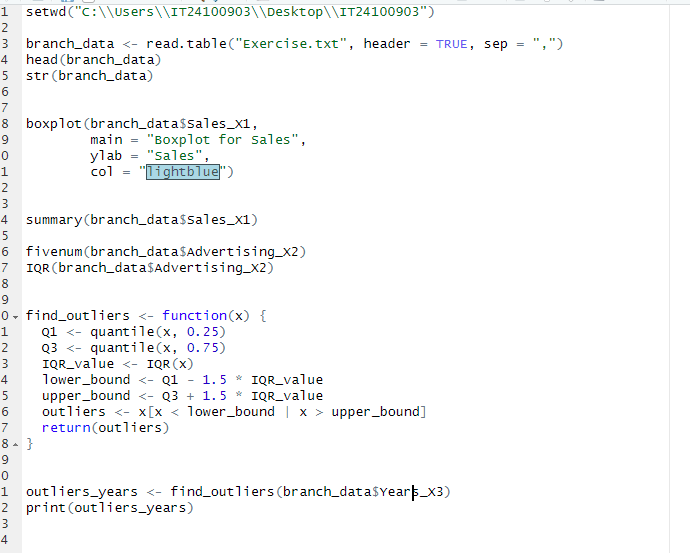 1 setwd("C:\\Users\\IT24100903\\Desktop\\IT24100903")
2
3 branch_data <- read.table("Exercise.txt", header = TRUE, sep = ",")
4 head(branch_data)
5 str(branch_data)
6
7
8 boxplot(branch_data$Sales_X1,
9         main = "Boxplot for Sales",
0         ylab = "Sales",
1         col = "lightblue")
2
3
4 summary(branch_data$Sales_X1)
5
6 fivenum(branch_data$Advertising_X2)
7 IQR(branch_data$Advertising_X2)
8
9
0 find_outliers <- function(x) {
1   Q1 <- quantile(x, 0.25)
2   Q3 <- quantile(x, 0.75)
3   IQR_value <- IQR(x)
4   lower_bound <- Q1 - 1.5 * IQR_value
5   upper_bound <- Q3 + 1.5 * IQR_value
6   outliers <- x[x < lower_bound | x > upper_bound]
7   return(outliers)
8 }
9
0
1 outliers_years <- find_outliers(branch_data$Years_X3)
2 print(outliers_years)
3
4